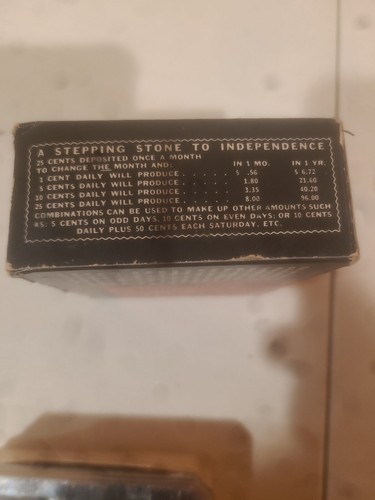 A STEPPING STONE TO INDEPENDENCE
25 CENTS DEPOSITED ONCE A MONTH
TO CHANGE THE MONTH AND: IN 1 MO. IN 1 YR.
1 CENT DAILY WILL PRODUCE . . . . . $ .56 $ 6.72
5 CENTS DAILY WILL PRODUCE . . . . . 1.80 21.60
10 CENTS DAILY WILL PRODUCE . . . . . 3.35 40.20
25 CENTS DAILY WILL PRODUCE . . . . . 8.00 96.00
COMBINATIONS CAN BE USED TO MAKE UP OTHER AMOUNTS SUCH
AS: 5 CENTS ON ODD DAYS, 10 CENTS ON EVEN DAYS; OR 10 CENTS
DAILY PLUS 50 CENTS EACH SATURDAY, ETC.